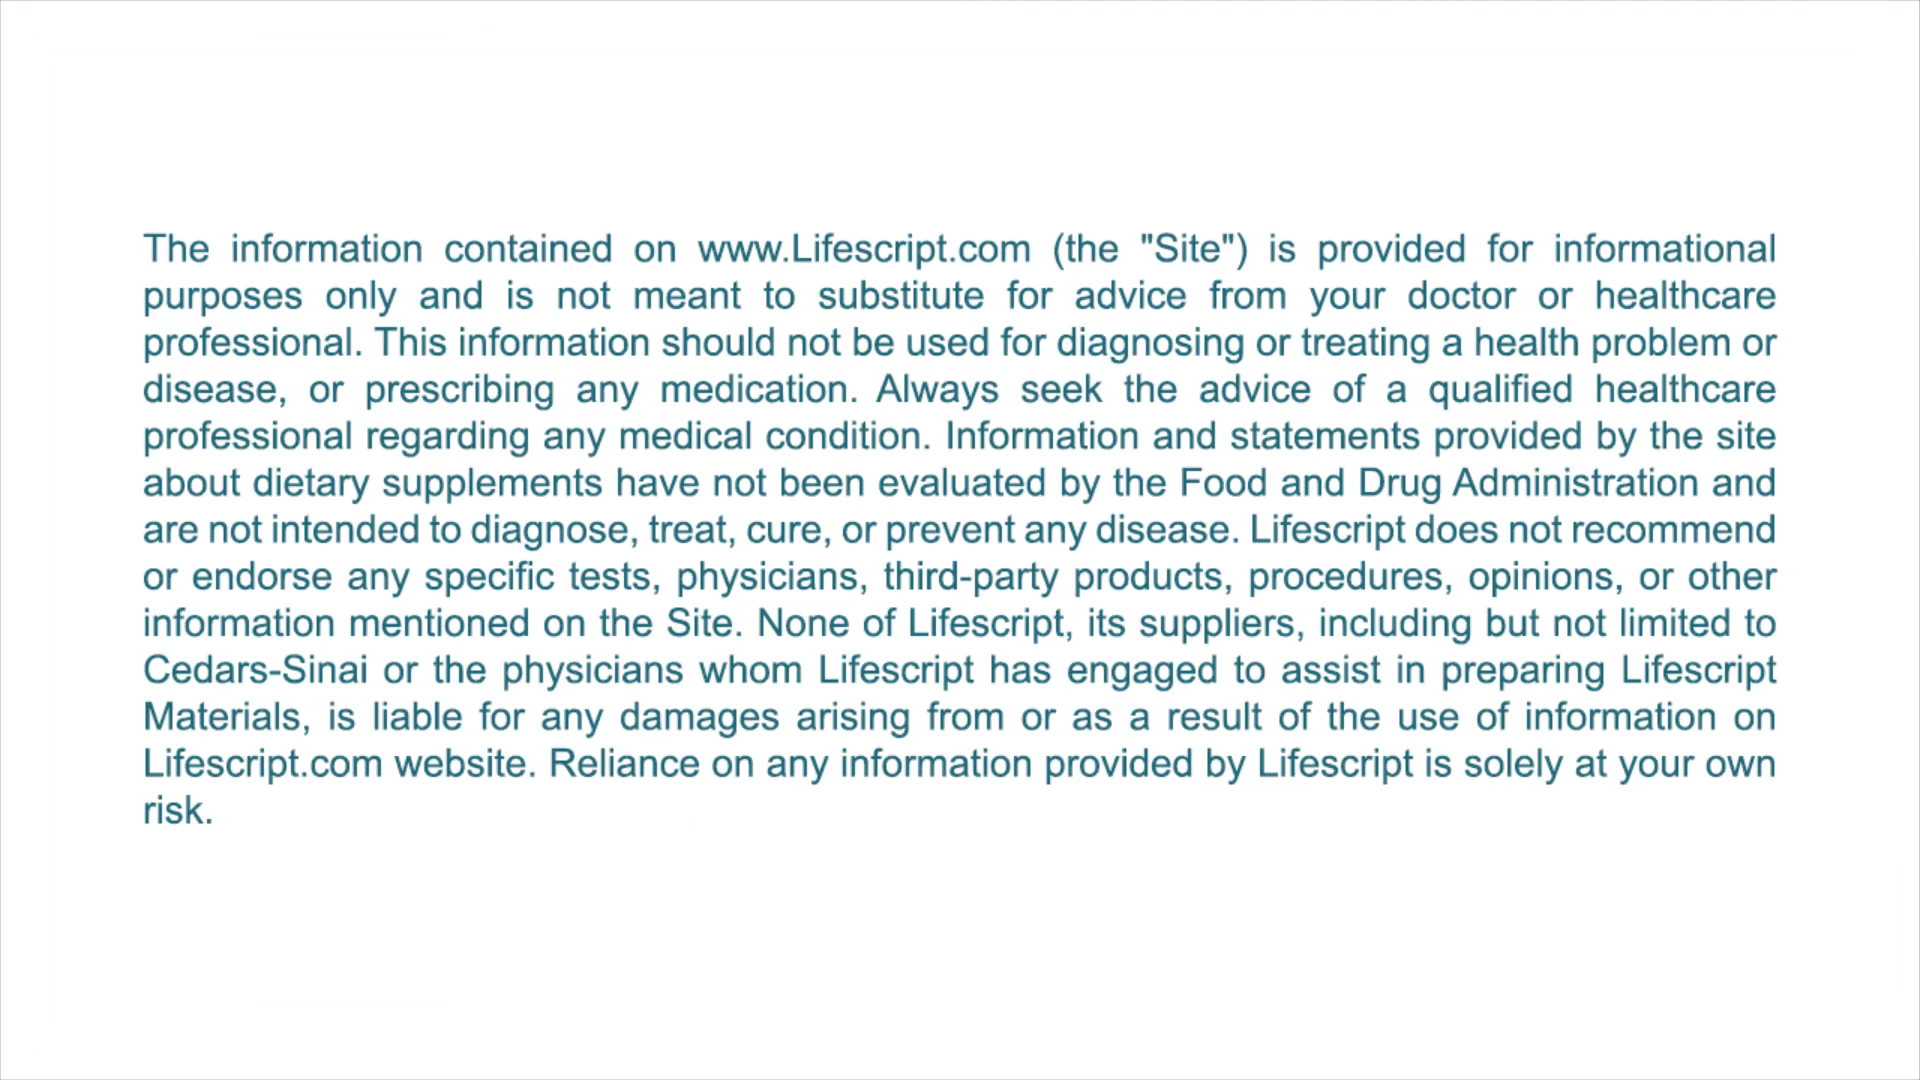 The information contained on www.Lifescript.com (the "Site") is provided for informational
purposes only and is not meant to substitute for advice from your doctor or healthcare
professional. This information should not be used for diagnosing or treating a health problem or
disease, or prescribing any medication. Always seek the advice of a qualified healthcare
professional regarding any medical condition. Information and statements provided by the site
about dietary supplements have not been evaluated by the Food and Drug Administration and
are not intended to diagnose, treat, cure, or prevent any disease. Lifescript does not recommend
or endorse any specific tests, physicians, third-party products, procedures, opinions, or other
information mentioned on the Site. None of Lifescript, its suppliers, including but not limited to
Cedars-Sinai or the physicians whom Lifescript has engaged to assist in preparing Lifescript
Materials, is liable for any damages arising from or as a result of the use of information on
Lifescript.com website. Reliance on any information provided by Lifescript is solely at your own
risk.